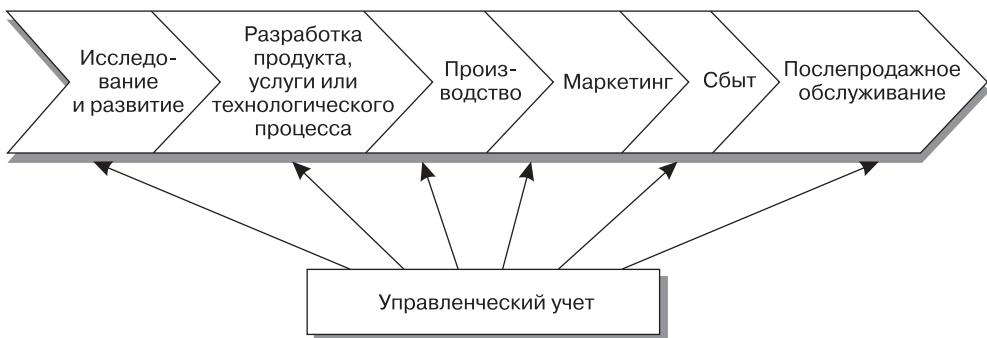 Исследо-
вание
и развитие
Разработка
продукта,
услуги или
технологического
процесса
Произ-
водство
Маркетинг
Сбыт
Послепродажное
обслуживание
Управленческий учет